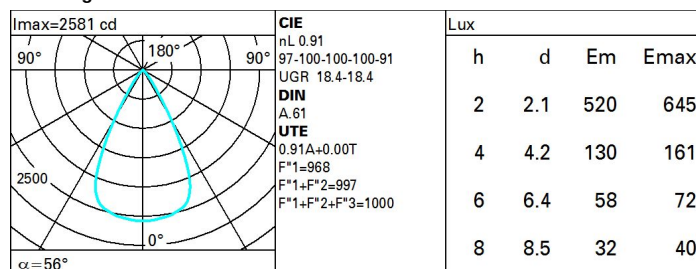 Imax=2581 cd
90°
180°
90°
2500
0°
α=56°
CIE
nL 0.91
97-100-100-100-91
UGR 18.4-18.4
DIN
A.61
UTE
0.91A+0.00T
F"1=968
F"1+F"2=997
F"1+F"2+F"3=1000
Lux
h d Em Emax
2 2.1 520 645
4 4.2 130 161
6 6.4 58 72
8 8.5 32 40